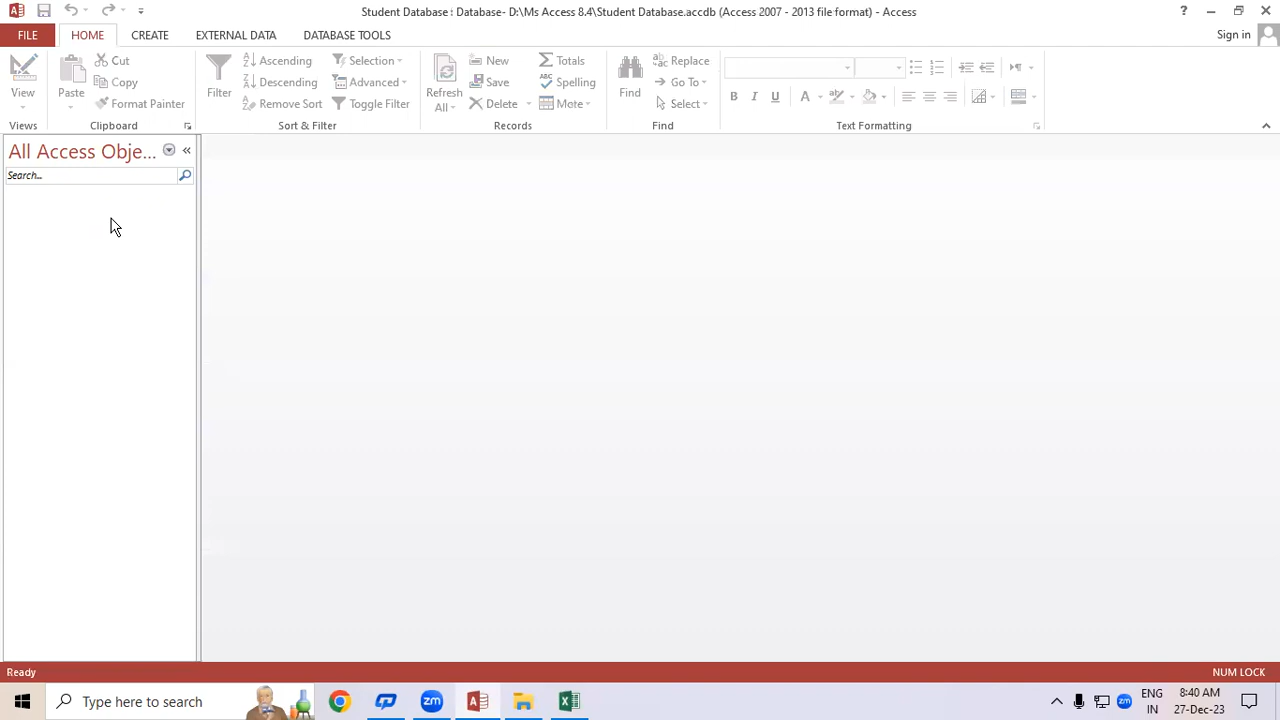 Student Database : Database- D:\Ms Access 8.4\Student Database.accdb (Access 2007 - 2013 file format) - Access
FILE HOME CREATE EXTERNAL DATA DATABASE TOOLS Sign in
View
Views
Paste
Cut
Copy
Format Painter
Clipboard
Filter
Ascending
Descending
Remove Sort
Selection
Advanced
Toggle Filter
Sort & Filter
Refresh
All
New
Save
Delete
Totals
Spelling
More
Records
Find
Replace
Go To
Select
Find
B I U A
Text Formatting
All Access Obje...
Search...
Ready NUM LOCK
Type here to search
zm
zm
ENG
IN
8:40 AM
27-Dec-23